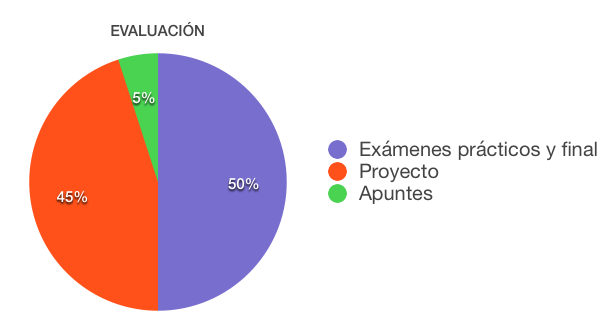 EVALUACIÓN
5%
50%
45%
Exámenes prácticos y final
Proyecto
Apuntes